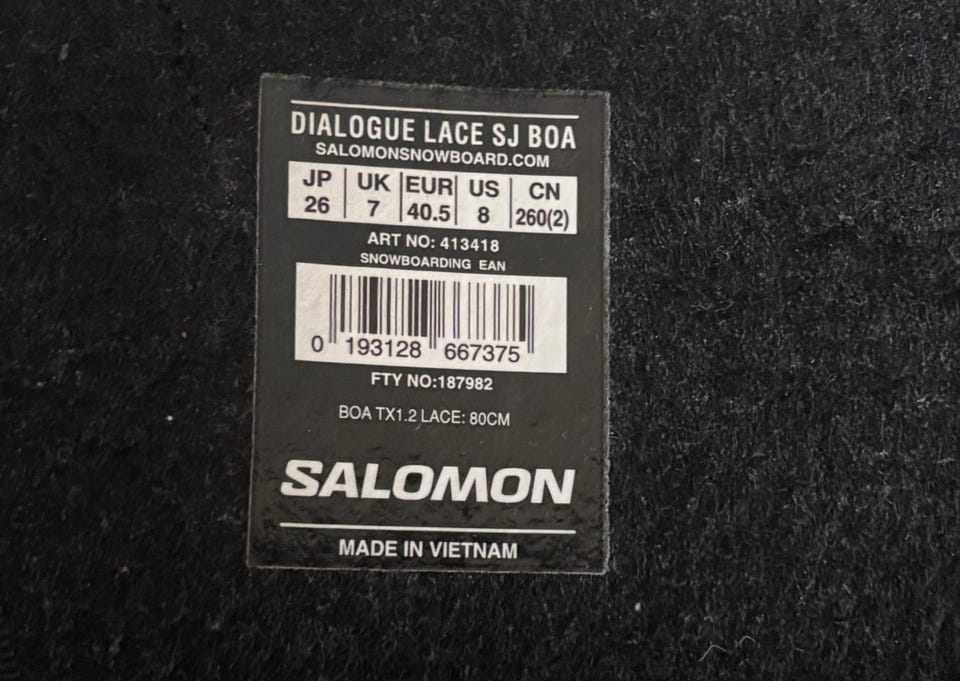 DIALOGUE LACE SJ BOA
SALOMONSNOWBOARD.COM
JP UK EUR US CN
26 7 40.5 8 260(2)
ART NO: 413418
SNOWBOARDING EAN
0 193128 667375
FTY NO:187982
BOA TX1.2 LACE: 80CM
SALOMON
MADE IN VIETNAM